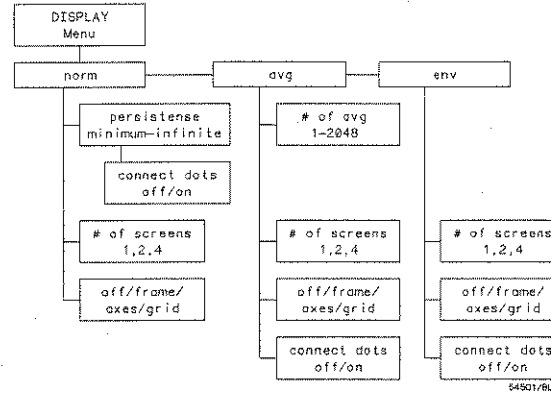 DISPLAY
Menu
norm
avg
env
persistense
minimum-infinite
connect dots
off/on
# of screens
1,2,4
off/frame/
axes/grid
# of avg
1-2048
# of screens
1,2,4
off/frame/
axes/grid
connect dots
off/on
# of screens
1,2,4
off/frame/
axes/grid
connect dots
off/on